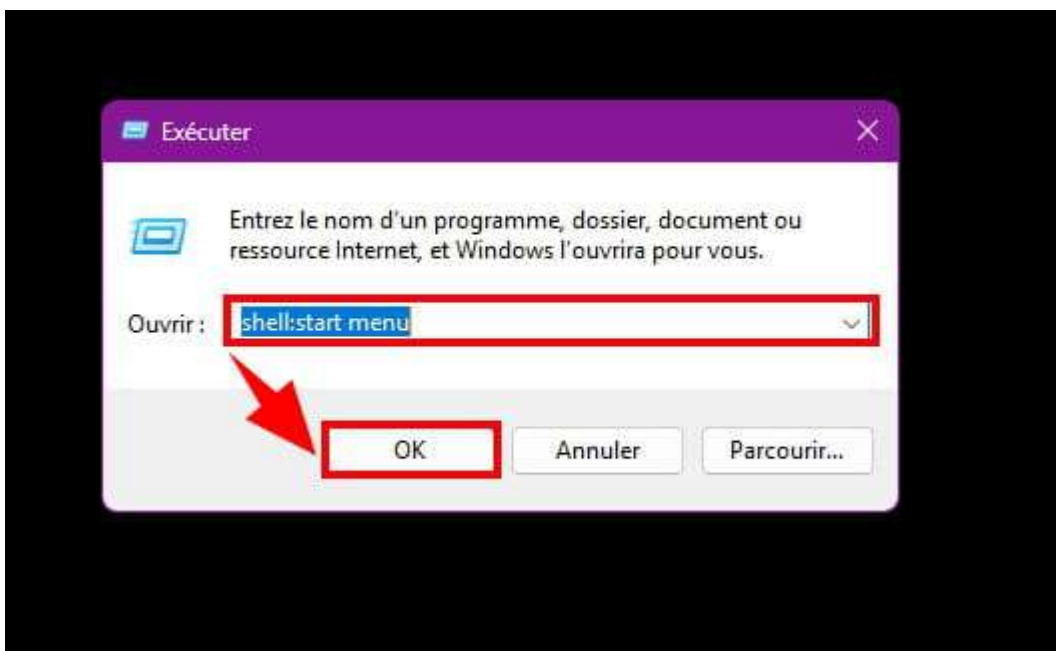 Exécuter
Entrez le nom d'un programme, dossier, document ou
ressource Internet, et Windows l'ouvrira pour vous.
Ouvrir : shell:start menu
OK Annuler Parcourir...